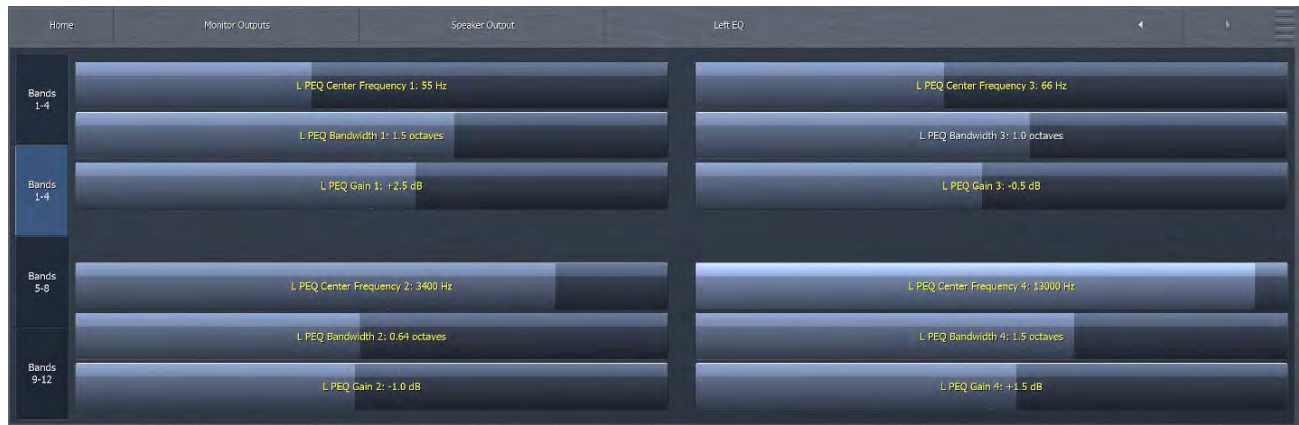 Home
Monitor Outputs
Speaker Output
Left EQ
Bands
1-4
Bands
1-4
Bands
5-8
Bands
9-12
L PEQ Center Frequency 1: 55 Hz
L PEQ Bandwidth 1: 1.5 octaves
L PEQ Gain 1: +2.5 dB
L PEQ Center Frequency 2: 3400 Hz
L PEQ Bandwidth 2: 0.64 octaves
L PEQ Gain 2: -1.0 dB
L PEQ Center Frequency 3: 66 Hz
L PEQ Bandwidth 3: 1.0 octaves
L PEQ Gain 3: -0.5 dB
L PEQ Center Frequency 4: 13000 Hz
L PEQ Bandwidth 4: 1.5 octaves
L PEQ Gain 4: +1.5 dB